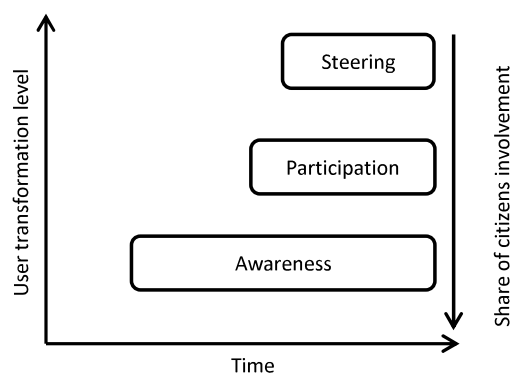 User transformation level
Steering
Participation
Awareness
Share of citizens involvement
Time